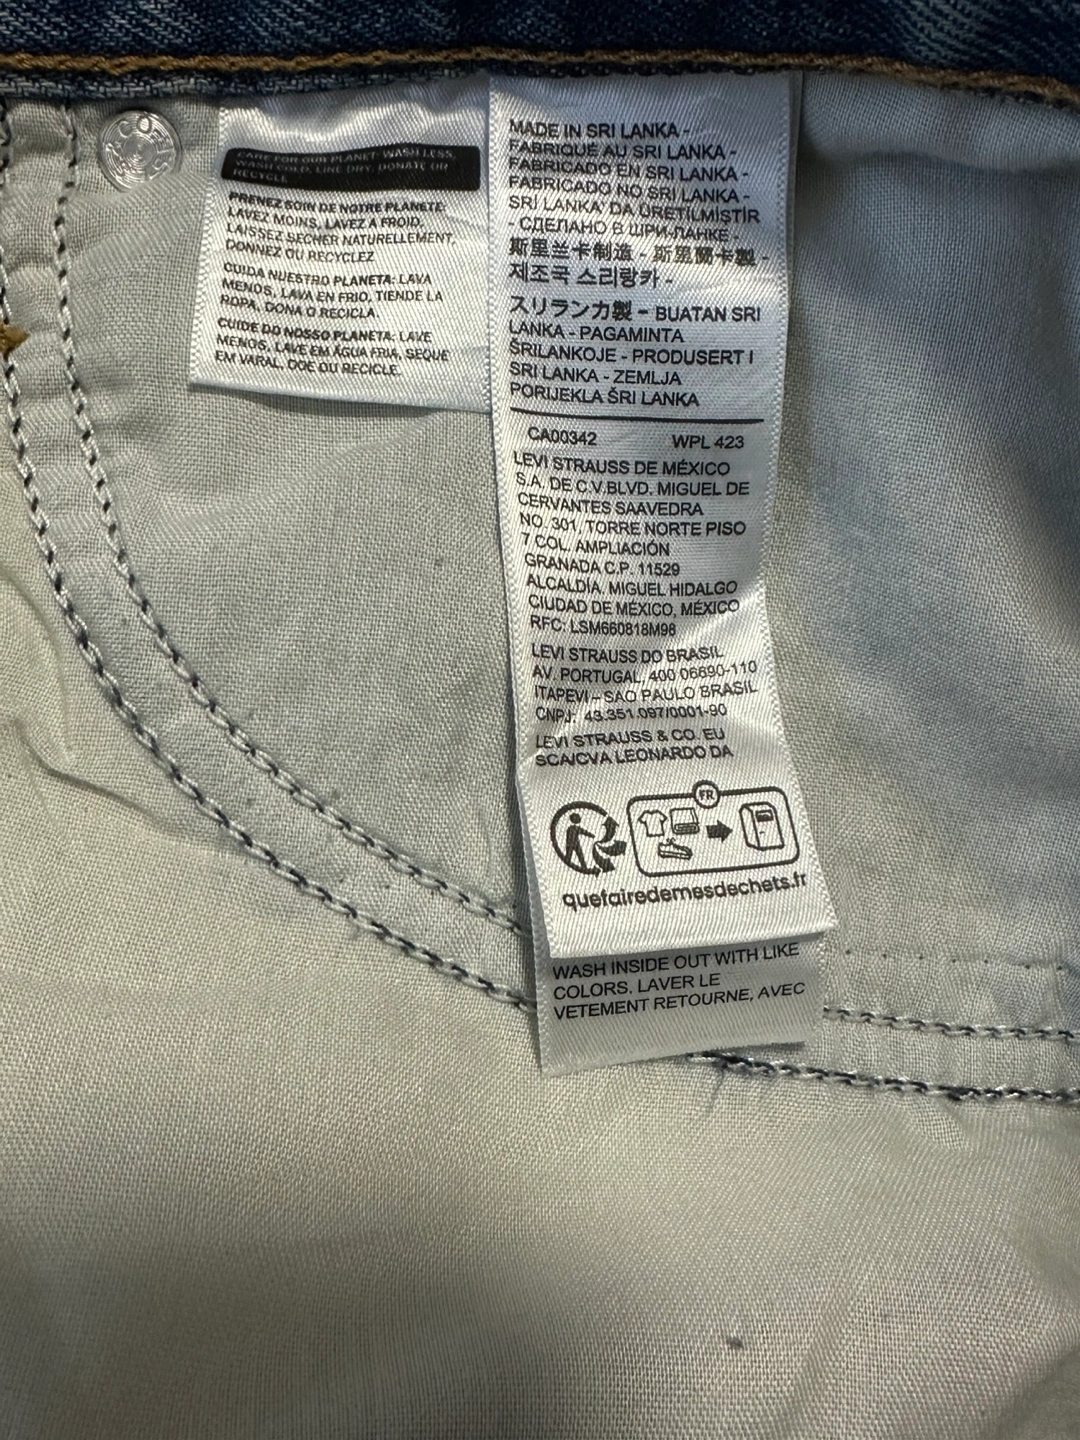 CARE FOR OUR PLANET: WASH LESS,
WASH COLD, LINE DRY, DONATE OR
RECYCLE
PRENEZ SOIN DE NOTRE PLANETE:
LAVEZ MOINS, LAVEZ A FROID,
LAISSEZ SECHER NATURELLEMENT,
DONNEZ OU RECYCLEZ
CUIDA NUESTRO PLANETA: LAVA
MENOS, LAVA EN FRIO, TIENDE LA
ROPA, DONA O RECICLA.
CUIDE DO NOSSO PLANETA: LAVE
MENOS, LAVE EM ÁGUA FRIA, SEQUE
EM VARAL, DOE OU RECICLE.
MADE IN SRI LANKA -
FABRIQUÉ AU SRI LANKA -
FABRICADO EN SRI LANKA -
FABRICADO NO SRI LANKA -
SRİ LANKA' DA ÜRETİLMİŞTİR
- СДЕЛАНО В ШРИ-ЛАНКЕ -
斯里兰卡制造 - 斯里蘭卡製 -
제조국 스리랑카 -
スリランカ製 - BUATAN SRI
LANKA - PAGAMINTA
ŠRILANKOJE - PRODUSERT I
SRI LANKA - ZEMLJA
PORIJEKLA ŠRI LANKA
CA00342 WPL 423
LEVI STRAUSS DE MÉXICO
S.A. DE C.V.BLVD. MIGUEL DE
CERVANTES SAAVEDRA
NO. 301, TORRE NORTE PISO
7 COL. AMPLIACIÓN
GRANADA C.P. 11529
ALCALDÍA. MIGUEL HIDALGO
CIUDAD DE MÉXICO, MÉXICO
RFC: LSM660818M98
LEVI STRAUSS DO BRASIL
AV. PORTUGAL, 400 06690-110
ITAPEVI – SAO PAULO BRASIL
CNPJ: 43.351.097/0001-90
LEVI STRAUSS & CO. EU
SCA/CVA LEONARDO DA
FR
quefairedemesdechets.fr
WASH INSIDE OUT WITH LIKE
COLORS. LAVER LE
VETEMENT RETOURNE, AVEC